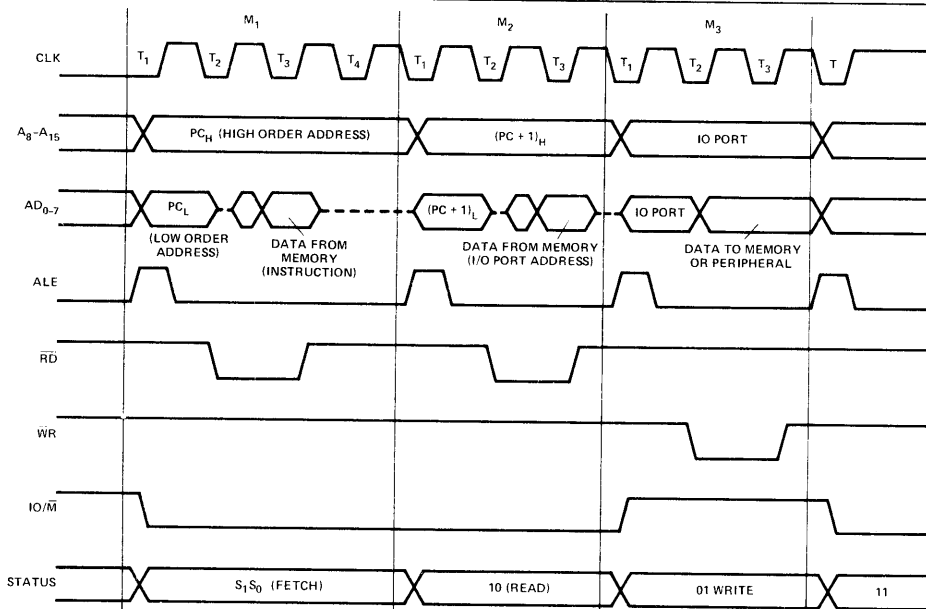 M1 M2 M3
CLK T1 T2 T3 T4 T1 T2 T3 T1 T2 T3 T
A8–A15 PCH (HIGH ORDER ADDRESS) (PC + 1)H IO PORT
AD0–7 PCL (PC + 1)L IO PORT
(LOW ORDER ADDRESS)
DATA FROM MEMORY (INSTRUCTION)
DATA FROM MEMORY (I/O PORT ADDRESS)
DATA TO MEMORY OR PERIPHERAL
ALE
R̅D̅
W̅R̅
IO/M̅
STATUS S1S0 (FETCH) 10 (READ) 01 WRITE 11